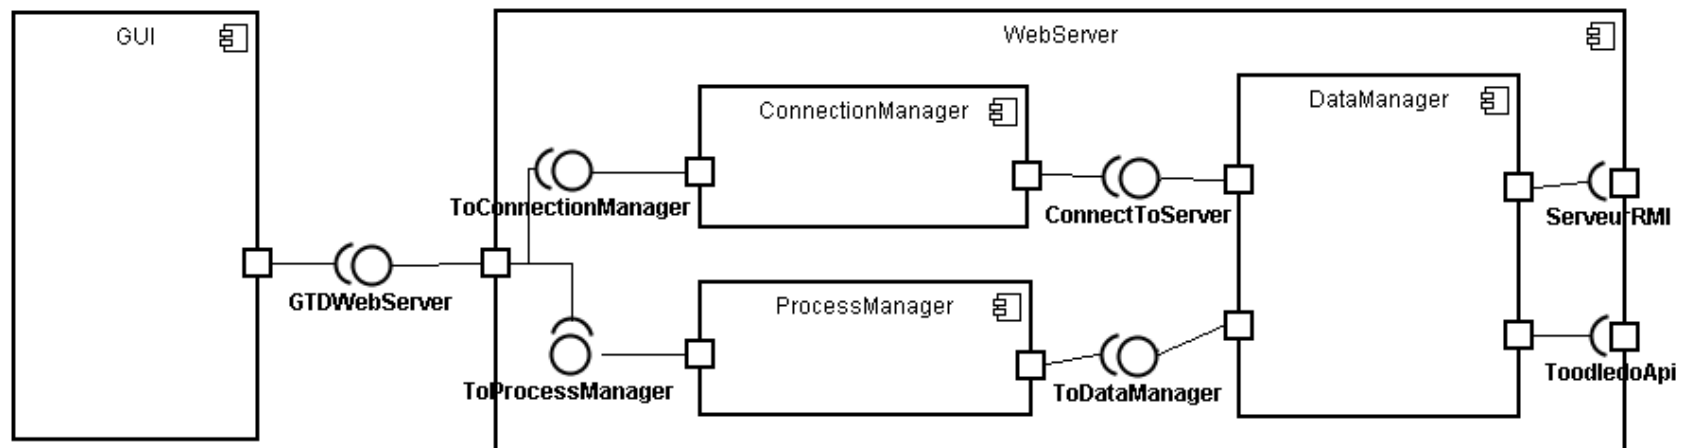 GUI
WebServer
ConnectionManager
DataManager
ToConnectionManager
ConnectToServer
ServeurRMI
GTDWebServer
ProcessManager
ToProcessManager
ToDataManager
ToodledoApi